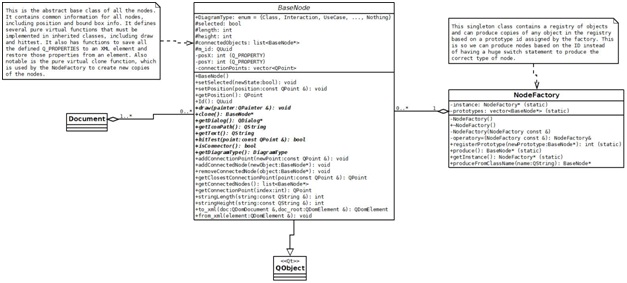 This is the abstract base class of all the nodes.
It contains common information for all nodes,
including position and bound box info. It defines
several pure virtual functions that must be
implemented in inherited classes, including draw
and hittest. It also has functions to save all
the defined Q_PROPERTIES to an XML element and
restore those properties from an element. Also
notable is the pure virtual clone function, which
is used by the NodeFactory to create new copies
of the nodes.
BaseNode
+DiagramType: enum = {Class, Interaction, UseCase, ..., Nothing}
#selected: bool
#length: int
#height: int
#connectedObjects: list<BaseNode*>
#m_id: QUuid
-posX: int (Q_PROPERTY)
-posY: int (Q_PROPERTY)
-connectionPoints: vector<QPoint>
+BaseNode()
+setSelected(newState:bool): Quuid
+setPosition(position:const QPoint &): Quuid
+getPosition(): QPoint
+Id(): QUuid
+draw(painter:QPainter &): void
+clone(): BaseNode*
+getDialog(): QDialog*
+getIconPath(): QString
+getText(): QString
+hittest(point:const QPoint &): bool
+isConnector(): bool
+getDiagramType(): DiagramType
+addConnectionPoint(newPoint:const QPoint &): Quuid
+addConnectedNode(newObject:BaseNode*): Quuid
+removeConnectedNode(object:BaseNode*): Quuid
+getClosestConnectionPoint(point:const QPoint &): QPoint
+getConnectedNodes(): list<BaseNode*>
+getConnectionPoint(index:int): QPoint
+stringLength(string:const QString &): int
+stringHeight(string:const QString &): int
+to_xml(doc:QDomDocument &,doc_root:QDomElement &): QDomElement
+from_xml(element:QDomElement &): Quuid
Document
1..*
0..*
0..*
1
<<Qt>>
QObject
This singleton class contains a registry of objects
and can produce copies of any object in the registry
based on a prototype id assigned by the factory. This
is so we can produce nodes based on the ID instead
of having a huge switch statement to produce the
correct type of node.
NodeFactory
-instance: NodeFactory* (static)
-prototypes: vector<BaseNode*> (static)
-NodeFactory()
+~NodeFactory()
-NodeFactory(NodeFactory const &)
-operator=(NodeFactory const &): NodeFactory&
+registerPrototype(newPrototype:BaseNode*): int (static)
+produce(): BaseNode* (static)
+getInstance(): NodeFactory* (static)
+produceFromClassName(name:QString): BaseNode*